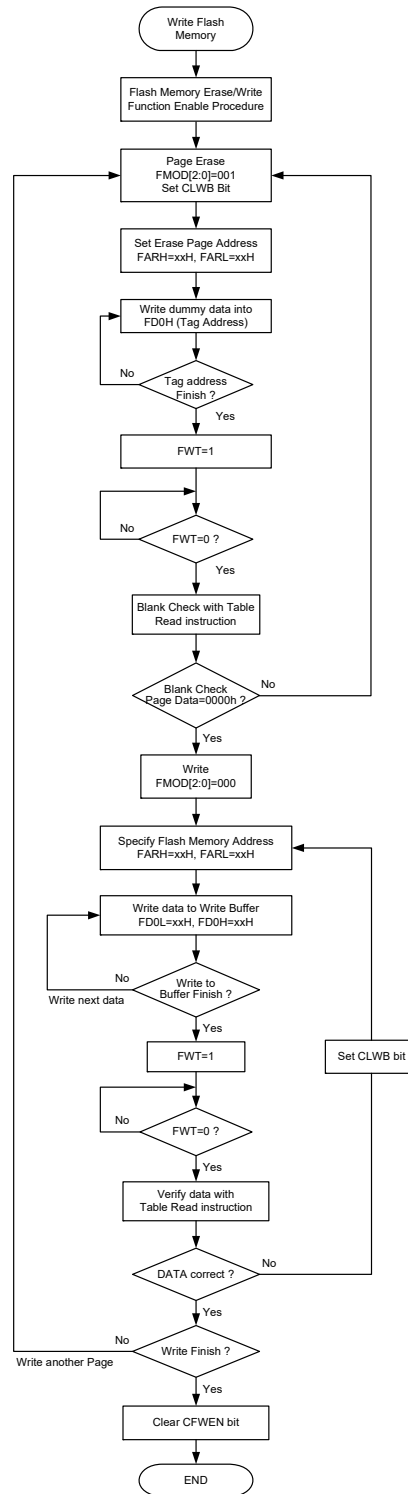 Write Flash
Memory
Flash Memory Erase/Write
Function Enable Procedure
Page Erase
FMOD[2:0]=001
Set CLWB Bit
Set Erase Page Address
FARH=xxH, FARL=xxH
Write dummy data into
FD0H (Tag Address)
No
Tag address
Finish ?
Yes
FWT=1
No
FWT=0 ?
Yes
Blank Check with Table
Read instruction
Blank Check
Page Data=0000h ?
No
Yes
Write
FMOD[2:0]=000
Specify Flash Memory Address
FARH=xxH, FARL=xxH
Write data to Write Buffer
FD0L=xxH, FD0H=xxH
No
Write next data
Write to
Buffer Finish ?
Yes
FWT=1
Set CLWB bit
No
FWT=0 ?
Yes
Verify data with
Table Read instruction
DATA correct ?
No
Yes
No
Write another Page
Write Finish ?
Yes
Clear CFWEN bit
END